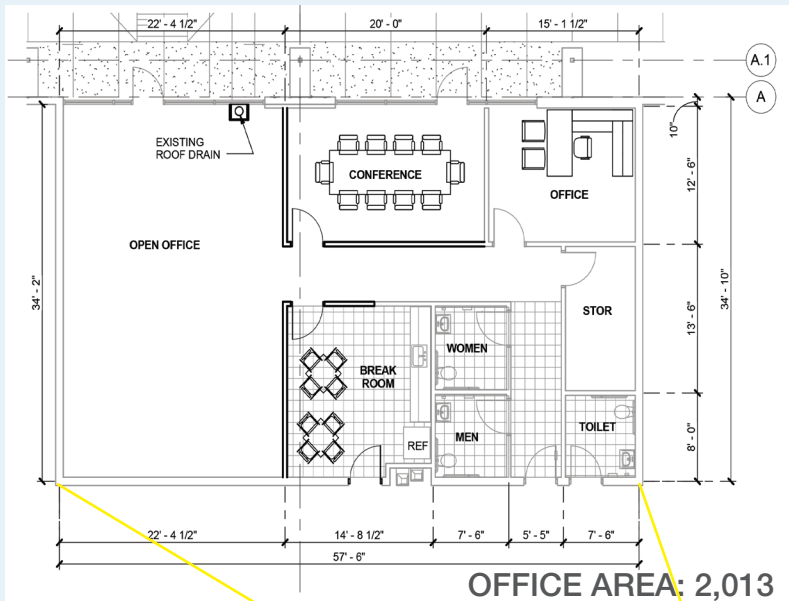 22' - 4 1/2"
20' - 0"
15' - 1 1/2"
A.1
A
10"
EXISTING
ROOF DRAIN
CONFERENCE
OFFICE
12' - 6"
OPEN OFFICE
34' - 2"
34' - 10"
13' - 6"
STOR
WOMEN
BREAK
ROOM
MEN
REF
TOILET
8' - 0"
22' - 4 1/2"
14' - 8 1/2"
7' - 6"
5' - 5"
7' - 6"
57' - 6"
OFFICE AREA: 2,013